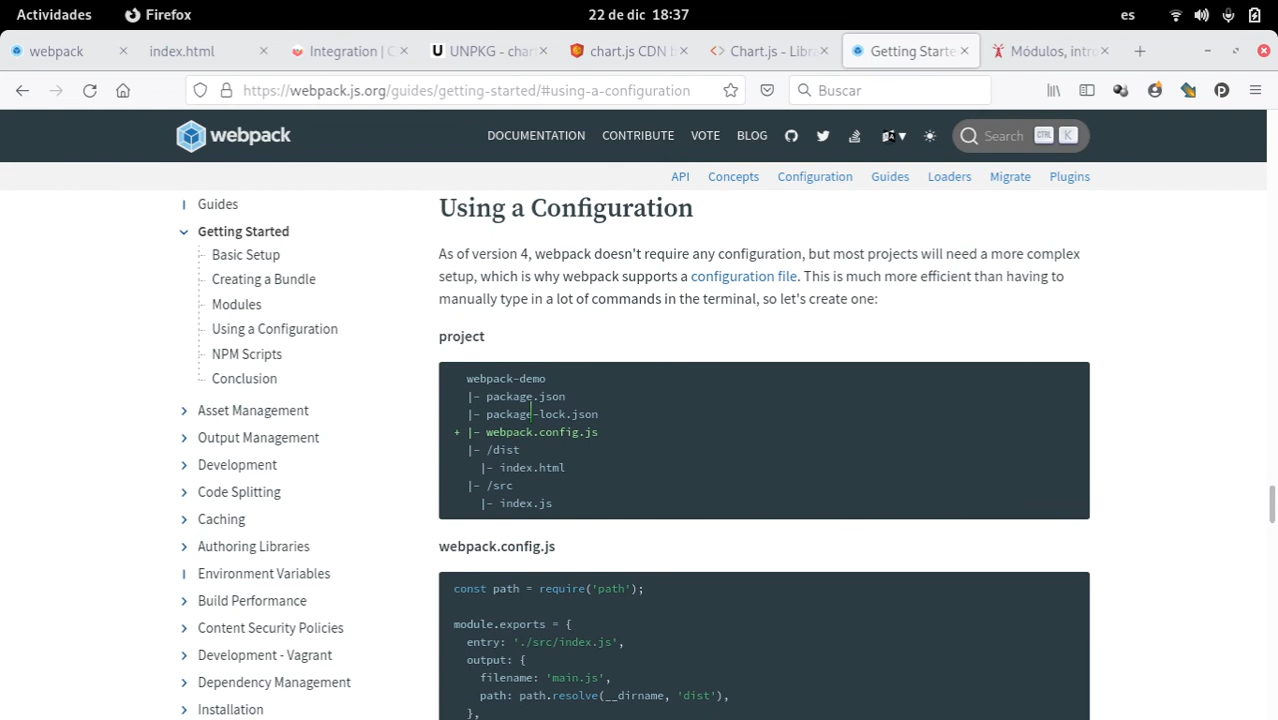 Actividades
Firefox
22 de dic 18:37
es
webpack
index.html
Integration | C
UNPKG - char
chart.js CDN b
Chart.js - Libra
Getting Starte
Módulos, intro
https://webpack.js.org/guides/getting-started/#using-a-configuration
Buscar
webpack
DOCUMENTATION
CONTRIBUTE
VOTE
BLOG
Search
CTRL
K
API
Concepts
Configuration
Guides
Loaders
Migrate
Plugins
Guides
Getting Started
Basic Setup
Creating a Bundle
Modules
Using a Configuration
NPM Scripts
Conclusion
Asset Management
Output Management
Development
Code Splitting
Caching
Authoring Libraries
Environment Variables
Build Performance
Content Security Policies
Development - Vagrant
Dependency Management
Installation
Using a Configuration
As of version 4, webpack doesn't require any configuration, but most projects will need a more complex
setup, which is why webpack supports a configuration file. This is much more efficient than having to
manually type in a lot of commands in the terminal, so let's create one:
project
webpack-demo
|- package.json
|- package-lock.json
+ |- webpack.config.js
|- /dist
|- index.html
|- /src
|- index.js
webpack.config.js
const path = require('path');
module.exports = {
entry: './src/index.js',
output: {
filename: 'main.js',
path: path.resolve(__dirname, 'dist'),
},